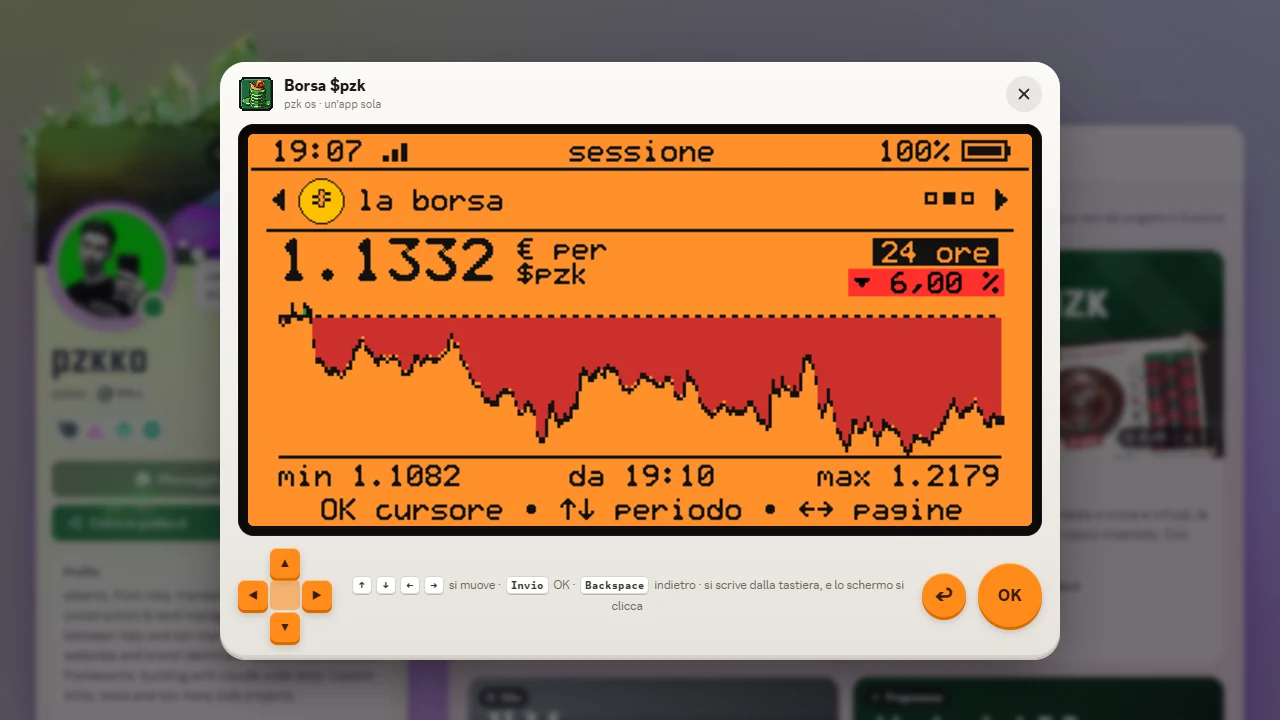 Borsa $pzk
pzk os · un'app sola
19:07
sessione
100%
la borsa
1.1332 € per $pzk
24 ore
▼ 6,00 %
min 1.1082
da 19:10
max 1.2179
OK cursore • ↑↓ periodo • ←→ pagine
↑ ↓ ← → si muove · Invio OK · Backspace indietro · si scrive dalla tastiera, e lo schermo si
clicca
OK
pzkko
ZK